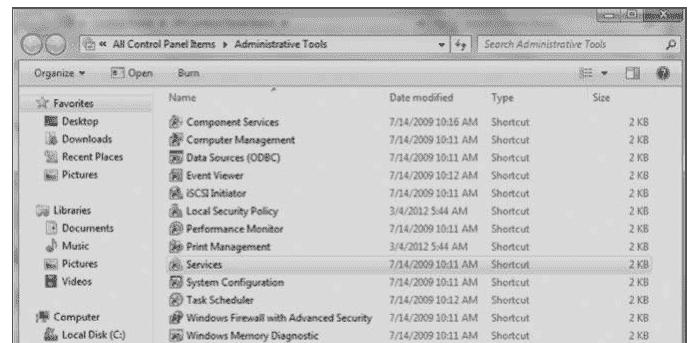 « All Control Panel Items ▸ Administrative Tools Search Administrative Tools
Organize ▾ Open Burn
Name Date modified Type Size
Favorites
Desktop
Downloads
Recent Places
Pictures
Libraries
Documents
Music
Pictures
Videos
Computer
Local Disk (C:)
Component Services 7/14/2009 10:16 AM Shortcut 2 KB
Computer Management 7/14/2009 10:11 AM Shortcut 2 KB
Data Sources (ODBC) 7/14/2009 10:11 AM Shortcut 2 KB
Event Viewer 7/14/2009 10:12 AM Shortcut 2 KB
iSCSI Initiator 7/14/2009 10:11 AM Shortcut 2 KB
Local Security Policy 3/4/2012 5:44 AM Shortcut 2 KB
Performance Monitor 7/14/2009 10:11 AM Shortcut 2 KB
Print Management 3/4/2012 5:44 AM Shortcut 2 KB
Services 7/14/2009 10:11 AM Shortcut 2 KB
System Configuration 7/14/2009 10:11 AM Shortcut 2 KB
Task Scheduler 7/14/2009 10:12 AM Shortcut 2 KB
Windows Firewall with Advanced Security 7/14/2009 10:11 AM Shortcut 2 KB
Windows Memory Diagnostic 7/14/2009 10:11 AM Shortcut 2 KB